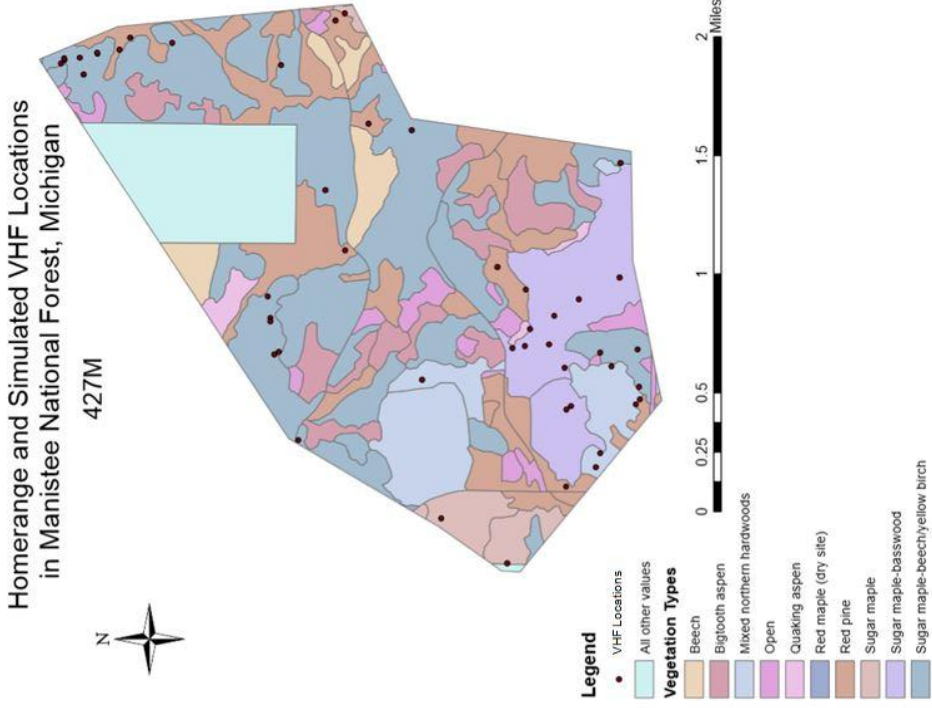 Homerange and Simulated VHF Locations
in Manistee National Forest, Michigan
427M
N
Legend
VHF Locations
All other values
Vegetation Types
Beech
Bigtooth aspen
Mixed northern hardwoods
Open
Quaking aspen
Red maple (dry site)
Red pine
Sugar maple
Sugar maple-basswood
Sugar maple-beech/yellow birch
0 0.25 0.5 1 1.5 2
Miles